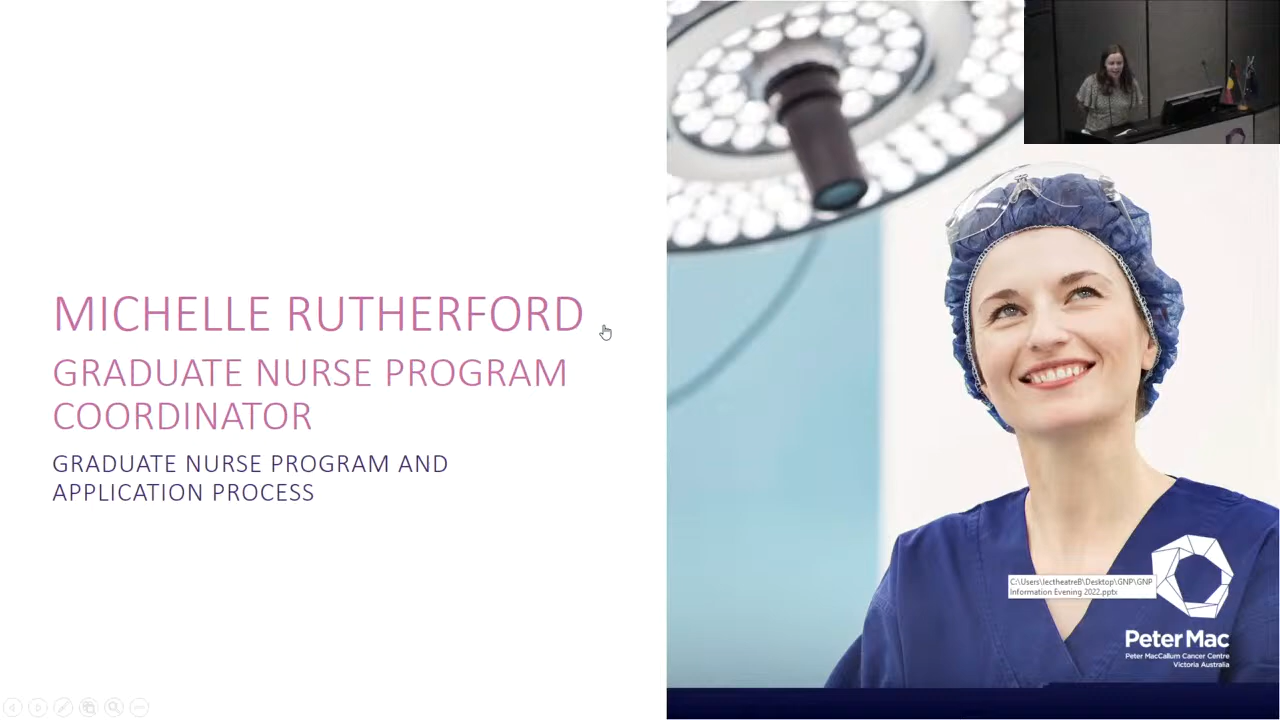 MICHELLE RUTHERFORD
GRADUATE NURSE PROGRAM
COORDINATOR
GRADUATE NURSE PROGRAM AND
APPLICATION PROCESS
C:\Users\lectheatreB\Desktop\GNP\GNP
Information Evening 2022.pptx
Peter Mac
Peter MacCallum Cancer Centre
Victoria Australia